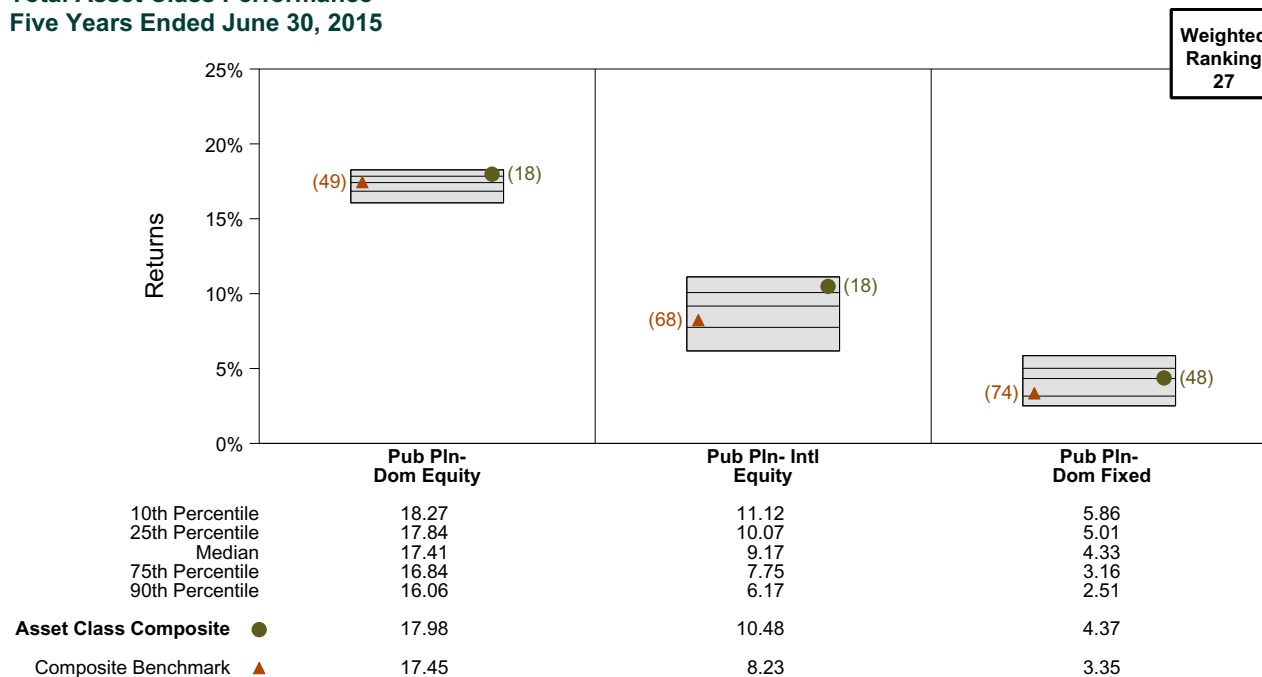 Total Asset Class Performance
Five Years Ended June 30, 2015
Weighted
Ranking
27
25%
20%
15%
10%
5%
0%
Returns
(49)
(18)
(68)
(18)
(74)
(48)
Pub Pln-
Dom Equity
Pub Pln- Intl
Equity
Pub Pln-
Dom Fixed
10th Percentile 18.27 11.12 5.86
25th Percentile 17.84 10.07 5.01
Median 17.41 9.17 4.33
75th Percentile 16.84 7.75 3.16
90th Percentile 16.06 6.17 2.51
Asset Class Composite 17.98 10.48 4.37
Composite Benchmark 17.45 8.23 3.35